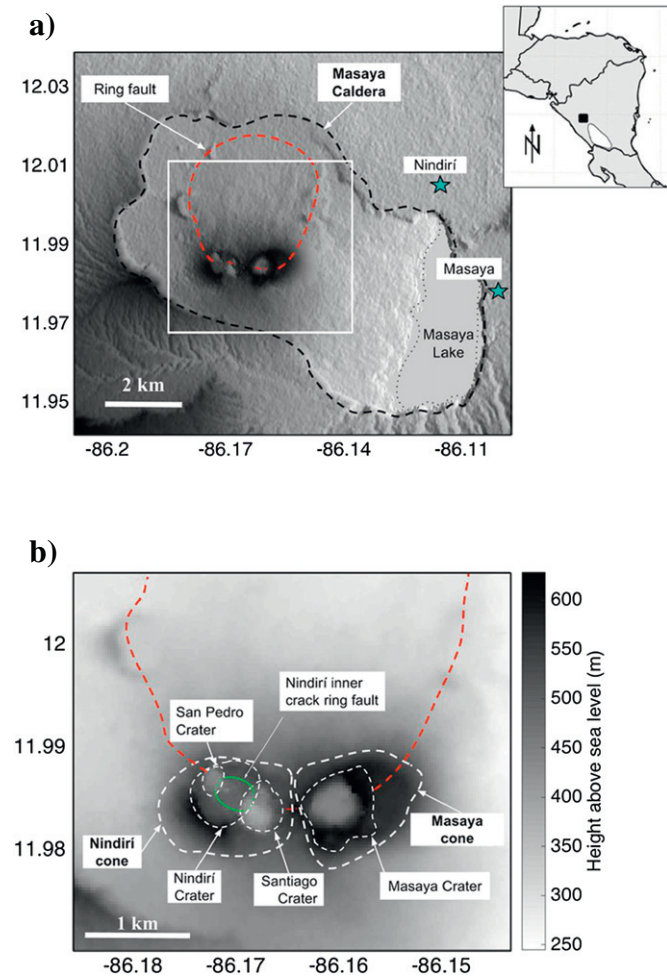 a)
12.03
12.01
11.99
11.97
11.95
Ring fault
Masaya
Caldera
Nindirí
Masaya
Masaya
Lake
2 km
-86.2
-86.17
-86.14
-86.11
N
b)
12
11.99
11.98
San Pedro
Crater
Nindirí inner
crack ring fault
Nindirí
cone
Nindirí
Crater
Santiago
Crater
Masaya Crater
Masaya
cone
1 km
-86.18
-86.17
-86.16
-86.15
600
550
500
450
400
350
300
250
Height above sea level (m)